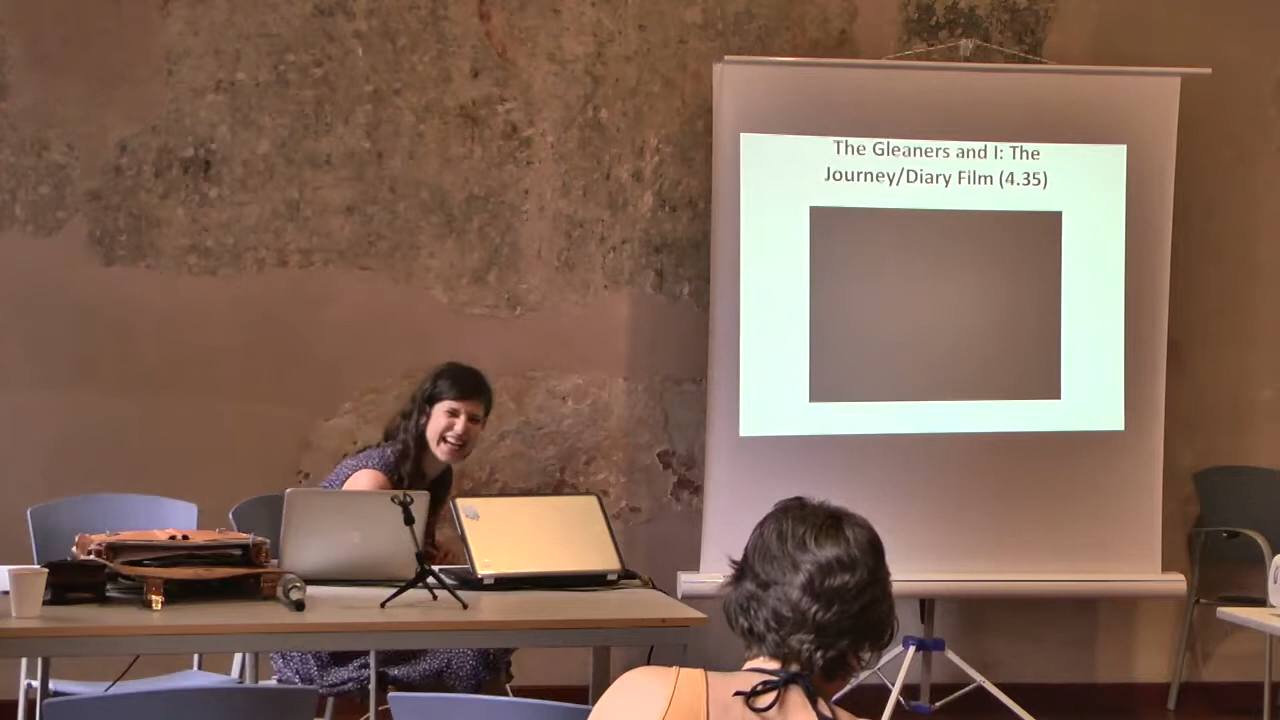 The Gleaners and I: The
Journey/Diary Film (4.35)